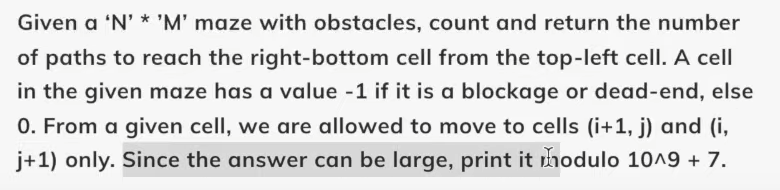 Given a ‘N’ * ’M’ maze with obstacles, count and return the number
of paths to reach the right-bottom cell from the top-left cell. A cell
in the given maze has a value -1 if it is a blockage or dead-end, else
0. From a given cell, we are allowed to move to cells (i+1, j) and (i,
j+1) only. Since the answer can be large, print it modulo 10^9 + 7.